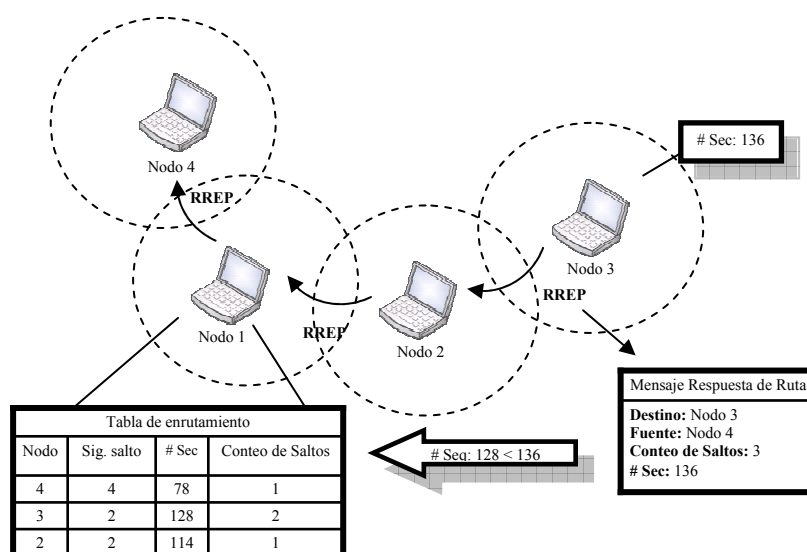 # Sec: 136
Nodo 4
RREP
Nodo 3
RREP
Nodo 1
RREP
Nodo 2
Mensaje Respuesta de Ruta
Destino: Nodo 3
Fuente: Nodo 4
Conteo de Saltos: 3
# Sec: 136
# Seq: 128 < 136
Tabla de enrutamiento
Nodo Sig. salto # Sec Conteo de Saltos
4 4 78 1
3 2 128 2
2 2 114 1